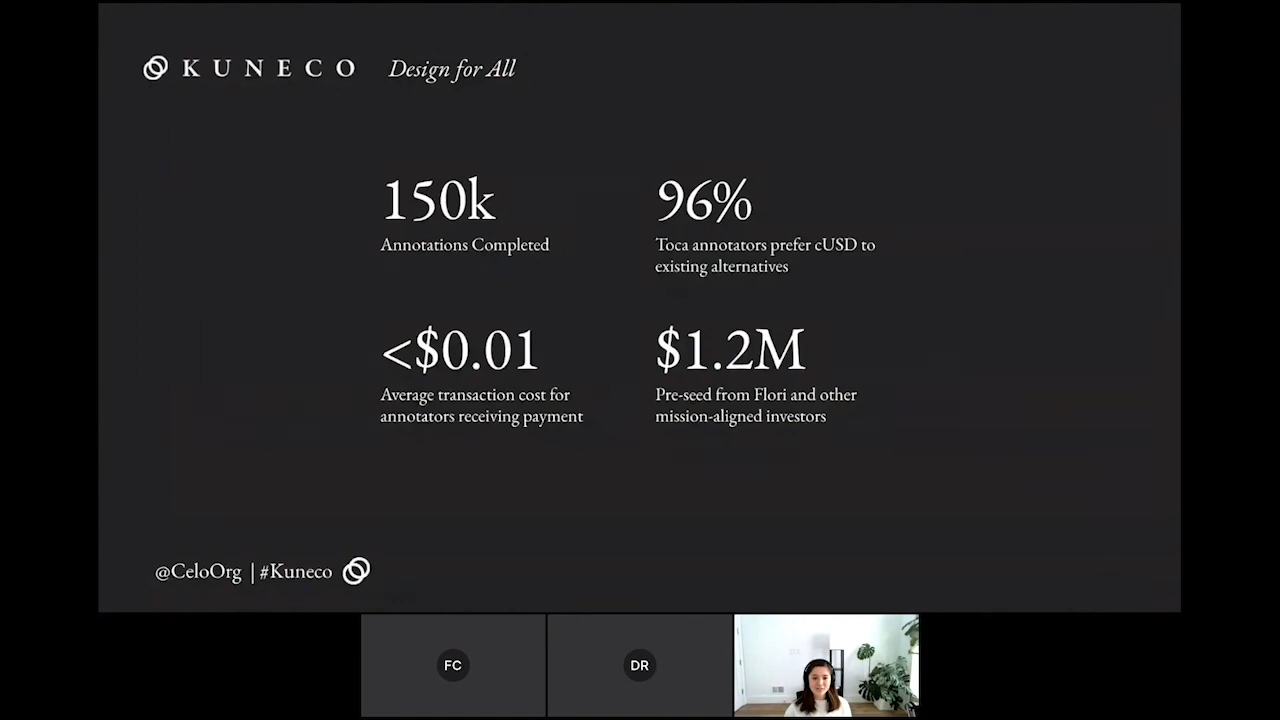 KUNECO Design for All
150k
Annotations Completed
96%
Toca annotators prefer cUSD to
existing alternatives
<$0.01
Average transaction cost for
annotators receiving payment
$1.2M
Pre-seed from Flori and other
mission-aligned investors
@CeloOrg | #Kuneco
FC
DR